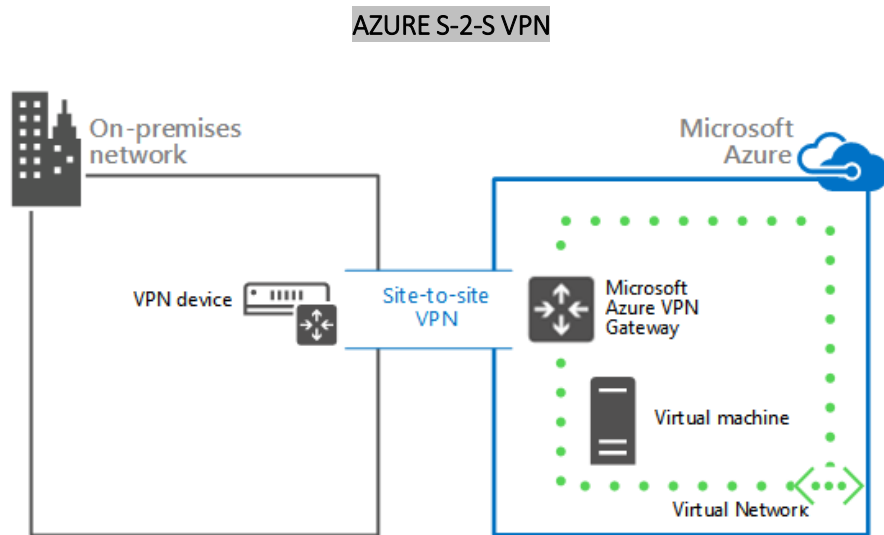 AZURE S-2-S VPN
On-premises
network
Microsoft
Azure
VPN device
Site-to-site
VPN
Microsoft
Azure VPN
Gateway
Virtual machine
Virtual Network